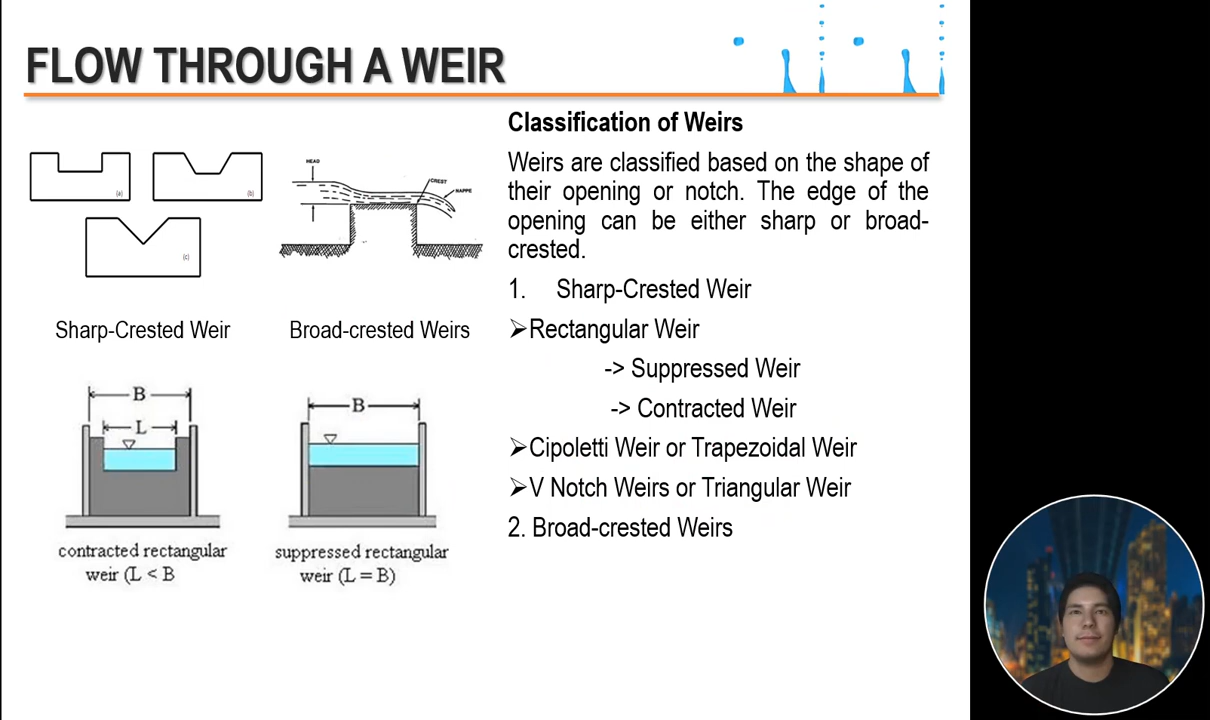 FLOW THROUGH A WEIR
(a)
(b)
(c)
HEAD
CREST
NAPPE
Sharp-Crested Weir
Broad-crested Weirs
B
L
contracted rectangular
weir (L < B
B
suppressed rectangular
weir (L = B)
Classification of Weirs
Weirs are classified based on the shape of
their opening or notch. The edge of the
opening can be either sharp or broad-
crested.
1. Sharp-Crested Weir
➢Rectangular Weir
-> Suppressed Weir
-> Contracted Weir
➢Cipoletti Weir or Trapezoidal Weir
➢V Notch Weirs or Triangular Weir
2. Broad-crested Weirs